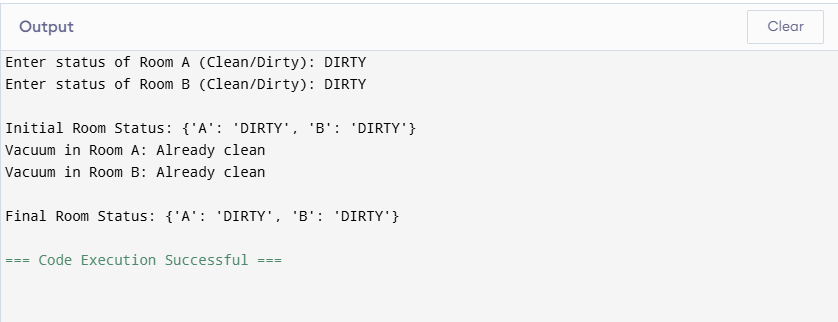 Output
Clear
Enter status of Room A (Clean/Dirty): DIRTY
Enter status of Room B (Clean/Dirty): DIRTY
Initial Room Status: {'A': 'DIRTY', 'B': 'DIRTY'}
Vacuum in Room A: Already clean
Vacuum in Room B: Already clean
Final Room Status: {'A': 'DIRTY', 'B': 'DIRTY'}
=== Code Execution Successful ===